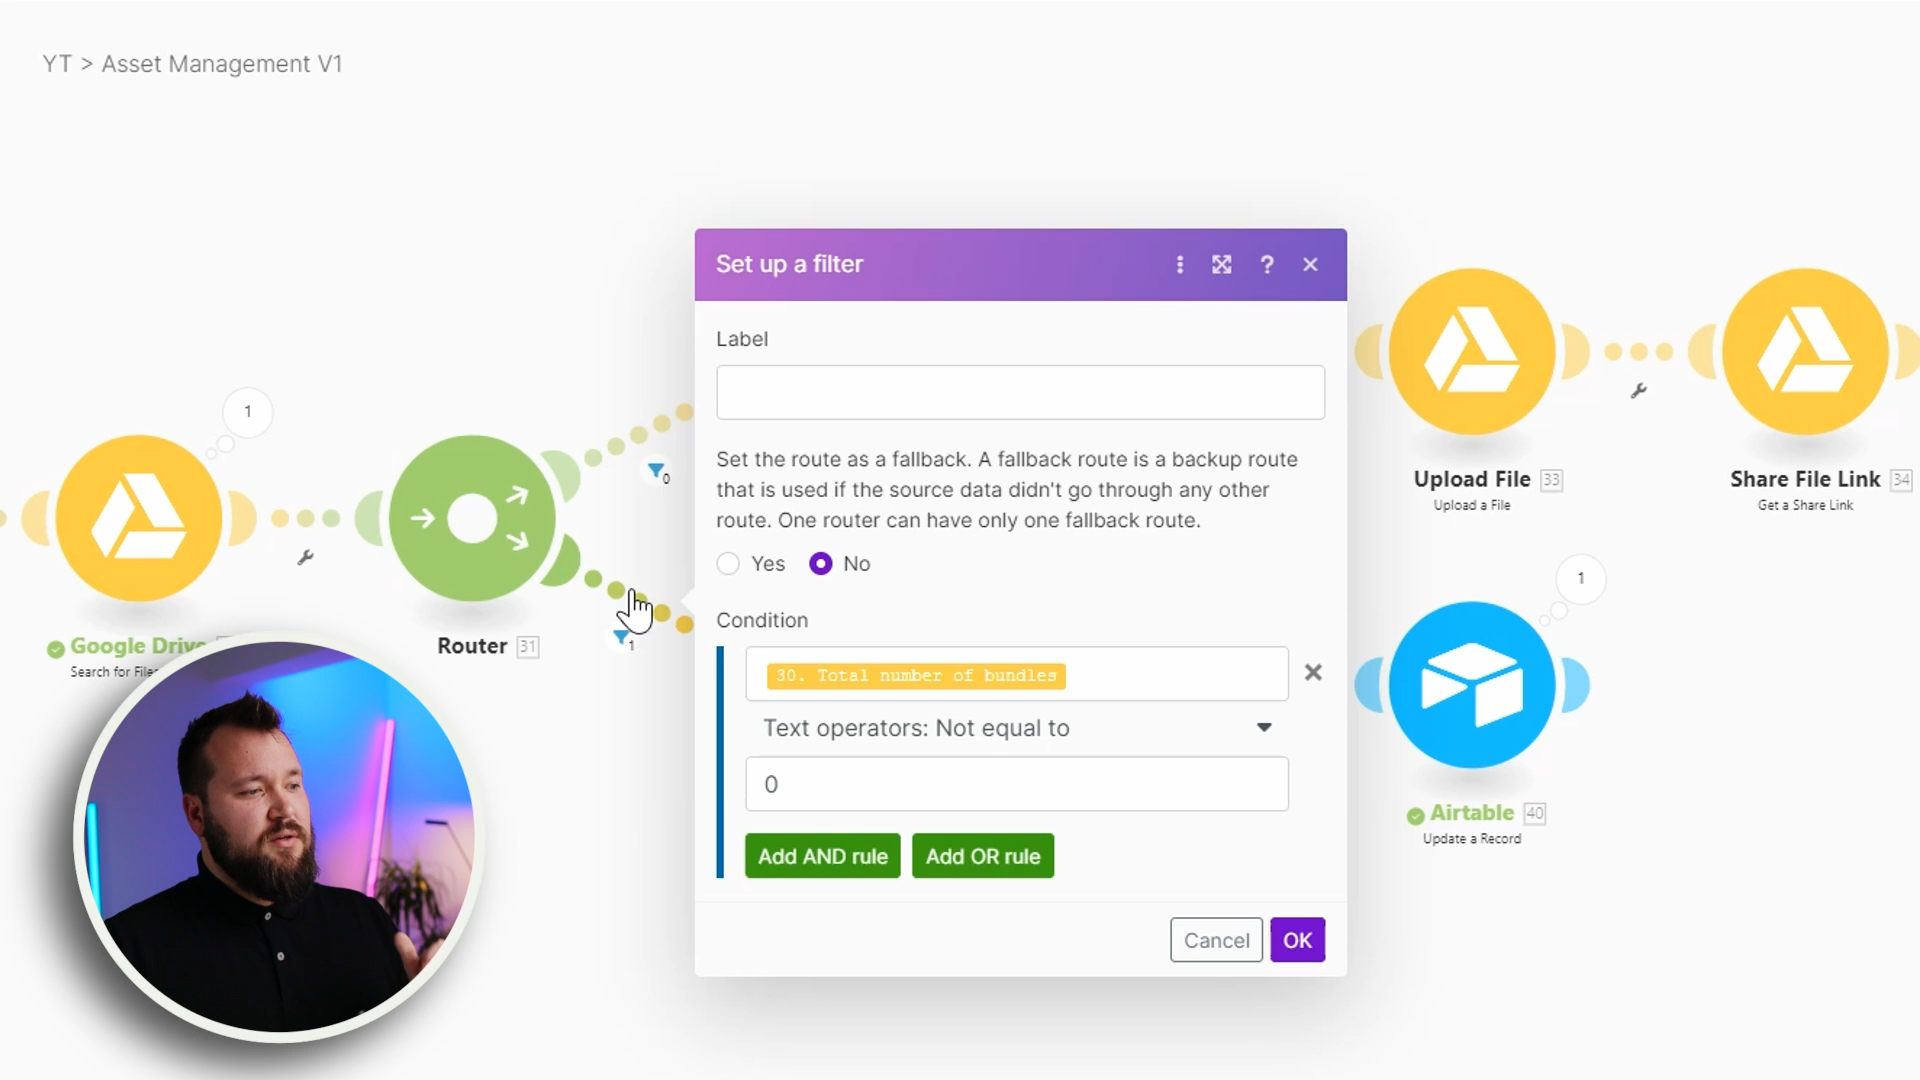 YT > Asset Management V1
Set up a filter
?
Label
Set the route as a fallback. A fallback route is a backup route
that is used if the source data didn't go through any other
route. One router can have only one fallback route.
Yes
No
Condition
30. Total number of bundles
Text operators: Not equal to
0
Add AND rule
Add OR rule
Cancel
OK
1
Google Drive
Search for Files
Router 31
0
1
Upload File 33
Upload a File
Share File Link 34
Get a Share Link
1
Airtable 40
Update a Record